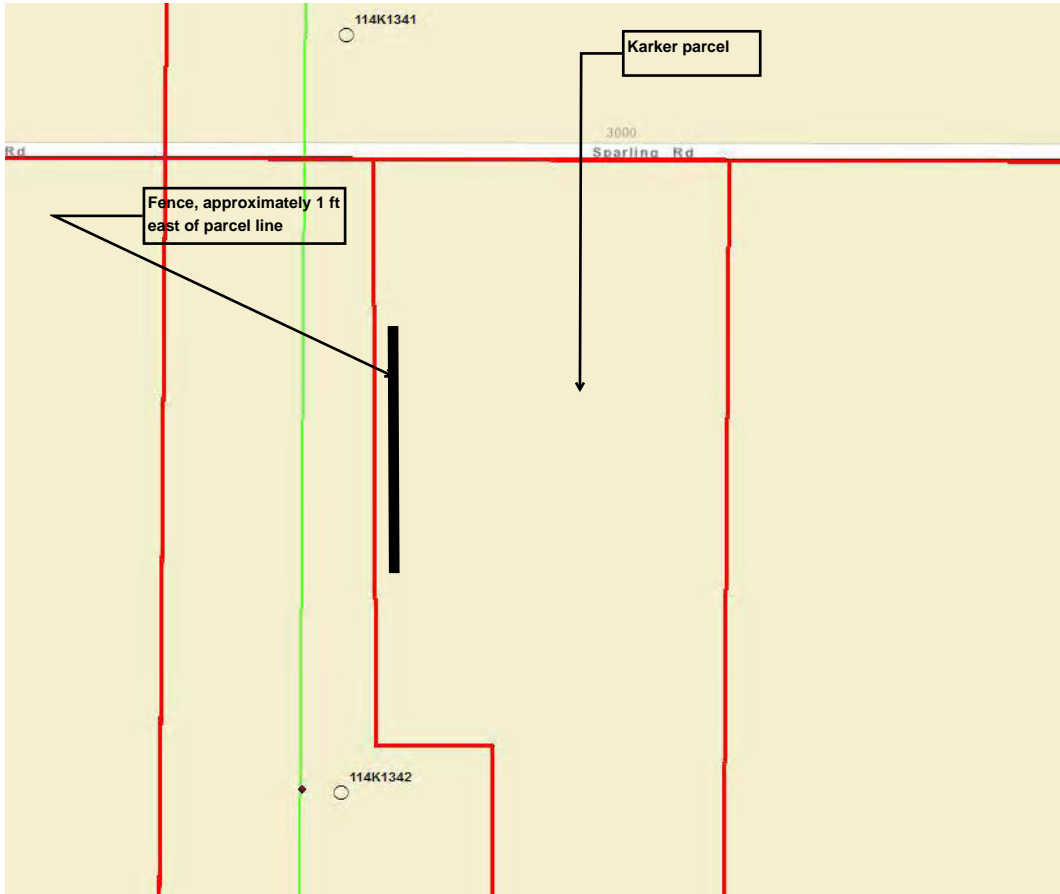 114K1341
Karker parcel
3000
Rd
Sparling Rd
Fence, approximately 1 ft
east of parcel line
114K1342